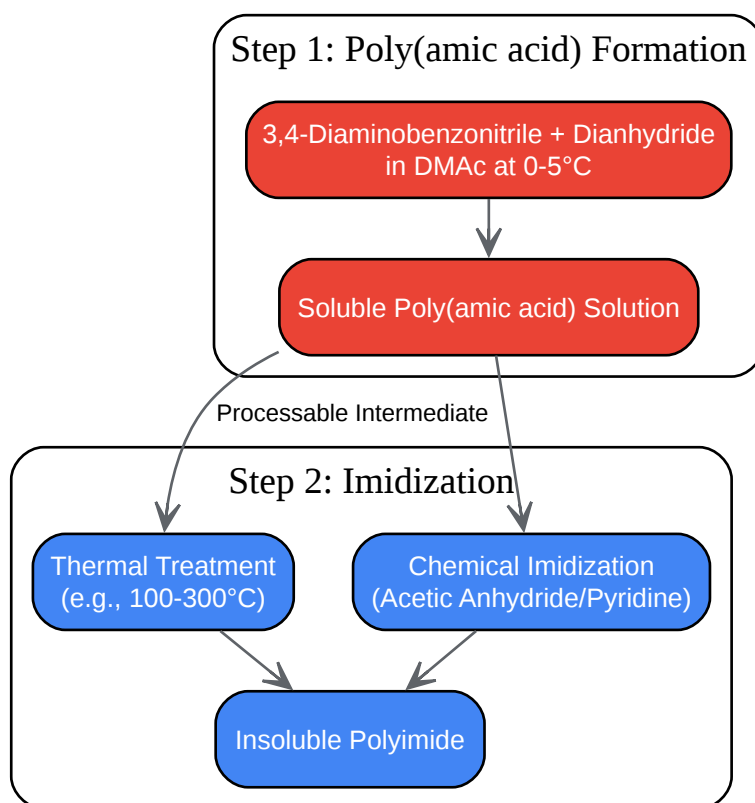 Step 1: Poly(amic acid) Formation
3,4-Diaminobenzonitrile + Dianhydride
in DMAc at 0-5°C
Soluble Poly(amic acid) Solution
Processable Intermediate
Step 2: Imidization
Thermal Treatment
(e.g., 100-300°C)
Chemical Imidization
(Acetic Anhydride/Pyridine)
Insoluble Polyimide